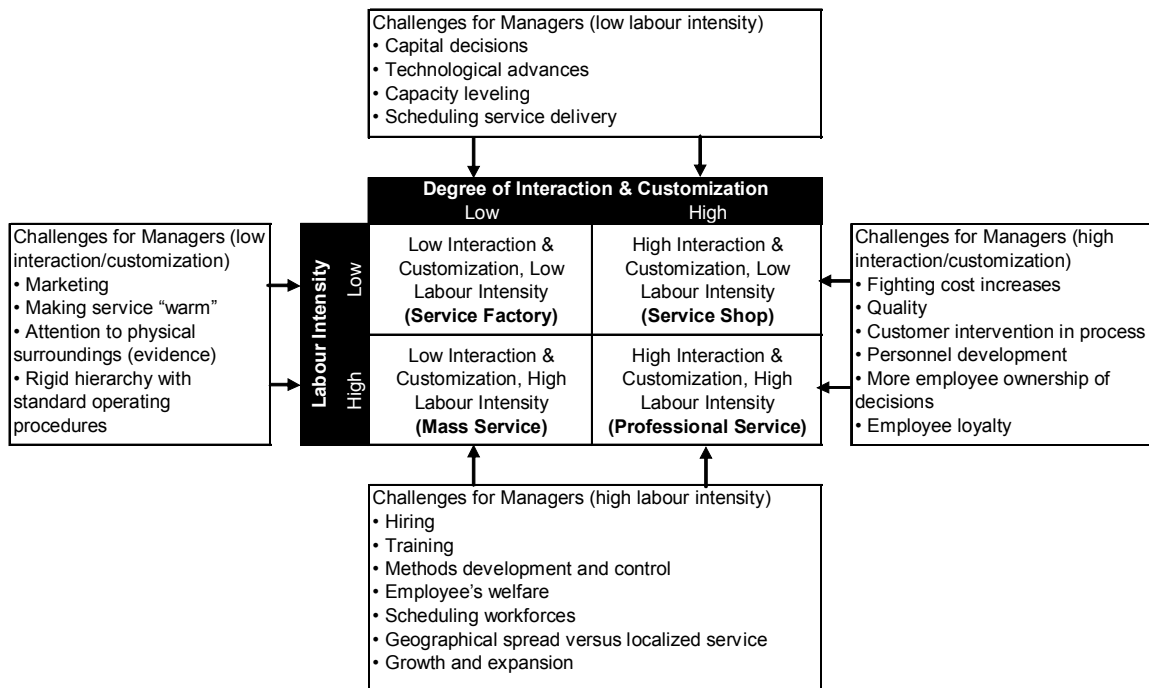 Challenges for Managers (low labour intensity)
• Capital decisions
• Technological advances
• Capacity leveling
• Scheduling service delivery
Degree of Interaction & Customization
Low
High
Challenges for Managers (low
interaction/customization)
• Marketing
• Making service “warm”
• Attention to physical
surroundings (evidence)
• Rigid hierarchy with
standard operating
procedures
Labour Intensity
Low
High
Low Interaction &
Customization, Low
Labour Intensity
(Service Factory)
High Interaction &
Customization, Low
Labour Intensity
(Service Shop)
Low Interaction &
Customization, High
Labour Intensity
(Mass Service)
High Interaction &
Customization, High
Labour Intensity
(Professional Service)
Challenges for Managers (high
interaction/customization)
• Fighting cost increases
• Quality
• Customer intervention in process
• Personnel development
• More employee ownership of
decisions
• Employee loyalty
Challenges for Managers (high labour intensity)
• Hiring
• Training
• Methods development and control
• Employee’s welfare
• Scheduling workforces
• Geographical spread versus localized service
• Growth and expansion